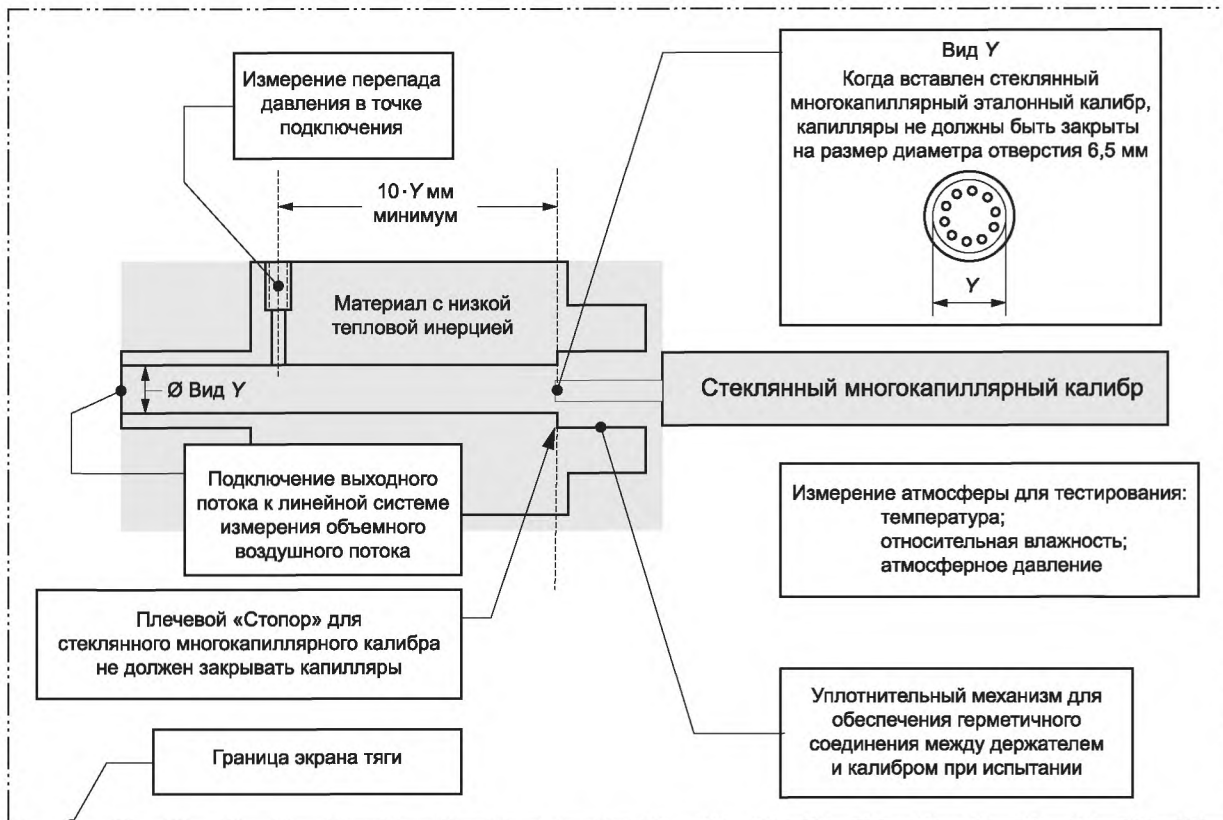 Измерение перепада
давления в точке
подключения
10·Y мм
минимум
Вид Y
Когда вставлен стеклянный
многокапиллярный эталонный калибр,
капилляры не должны быть закрыты
на размер диаметра отверстия 6,5 мм
Y
Материал с низкой
тепловой инерцией
Ø Вид Y
Стеклянный многокапиллярный калибр
Подключение выходного
потока к линейной системе
измерения объемного
воздушного потока
Измерение атмосферы для тестирования:
температура;
относительная влажность;
атмосферное давление
Плечевой «Стопор» для
стеклянного многокапиллярного калибра
не должен закрывать капилляры
Уплотнительный механизм для
обеспечения герметичного
соединения между держателем
и калибром при испытании
Граница экрана тяги